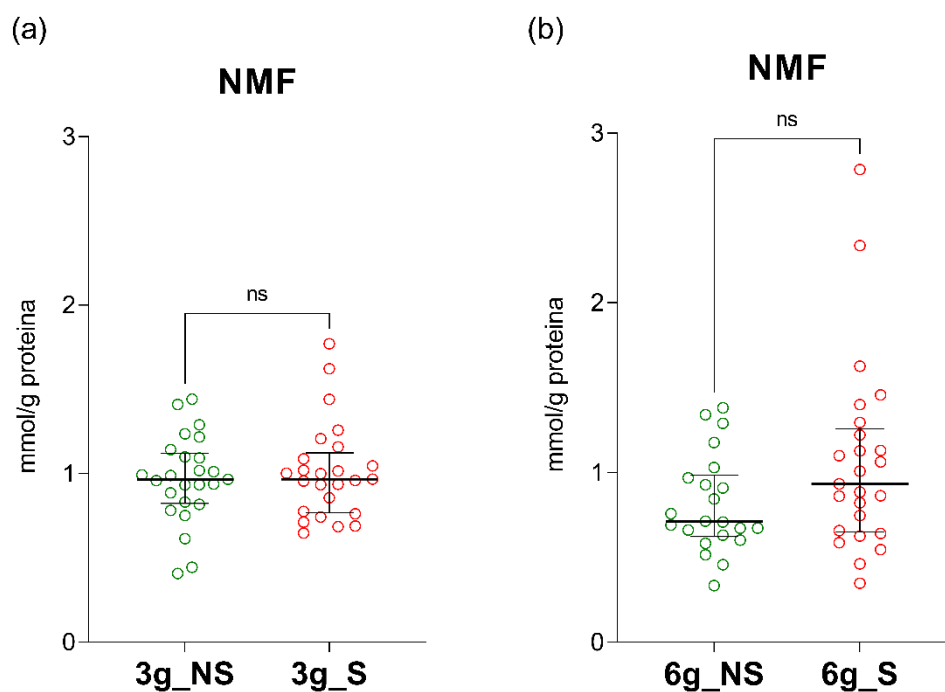 (a)
NMF
mmol/g proteina
3
2
1
0
ns
3g_NS
3g_S
(b)
NMF
mmol/g proteina
3
2
1
0
ns
6g_NS
6g_S